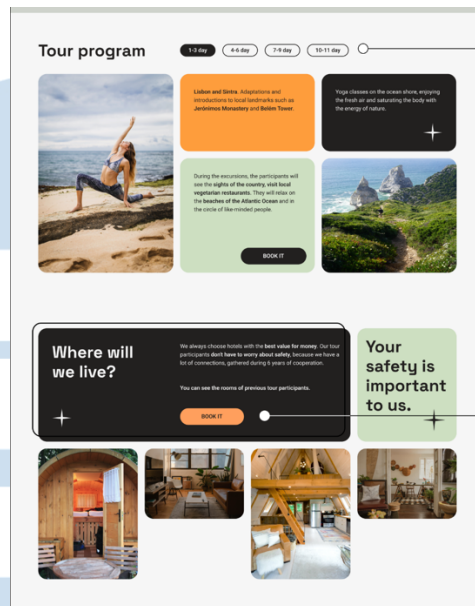 Tour program
1-3 day
4-6 day
7-9 day
10-11 day
Lisbon and Sintra. Adaptations and
introductions to local landmarks such as
Jerónimos Monastery and Belém Tower.
Yoga classes on the ocean shore, enjoying
the fresh air and saturating the body with
the energy of nature.
During the excursions, the participants will
see the sights of the country, visit local
vegetarian restaurants. They will relax on
the beaches of the Atlantic Ocean and in
the circle of like-minded people.
BOOK IT
Where will
we live?
We always choose hotels with the best value for money. Our tour
participants don't have to worry about safety, because we have a
lot of connections, gathered during 6 years of cooperation.
You can see the rooms of previous tour participants.
BOOK IT
Your
safety is
important
to us.